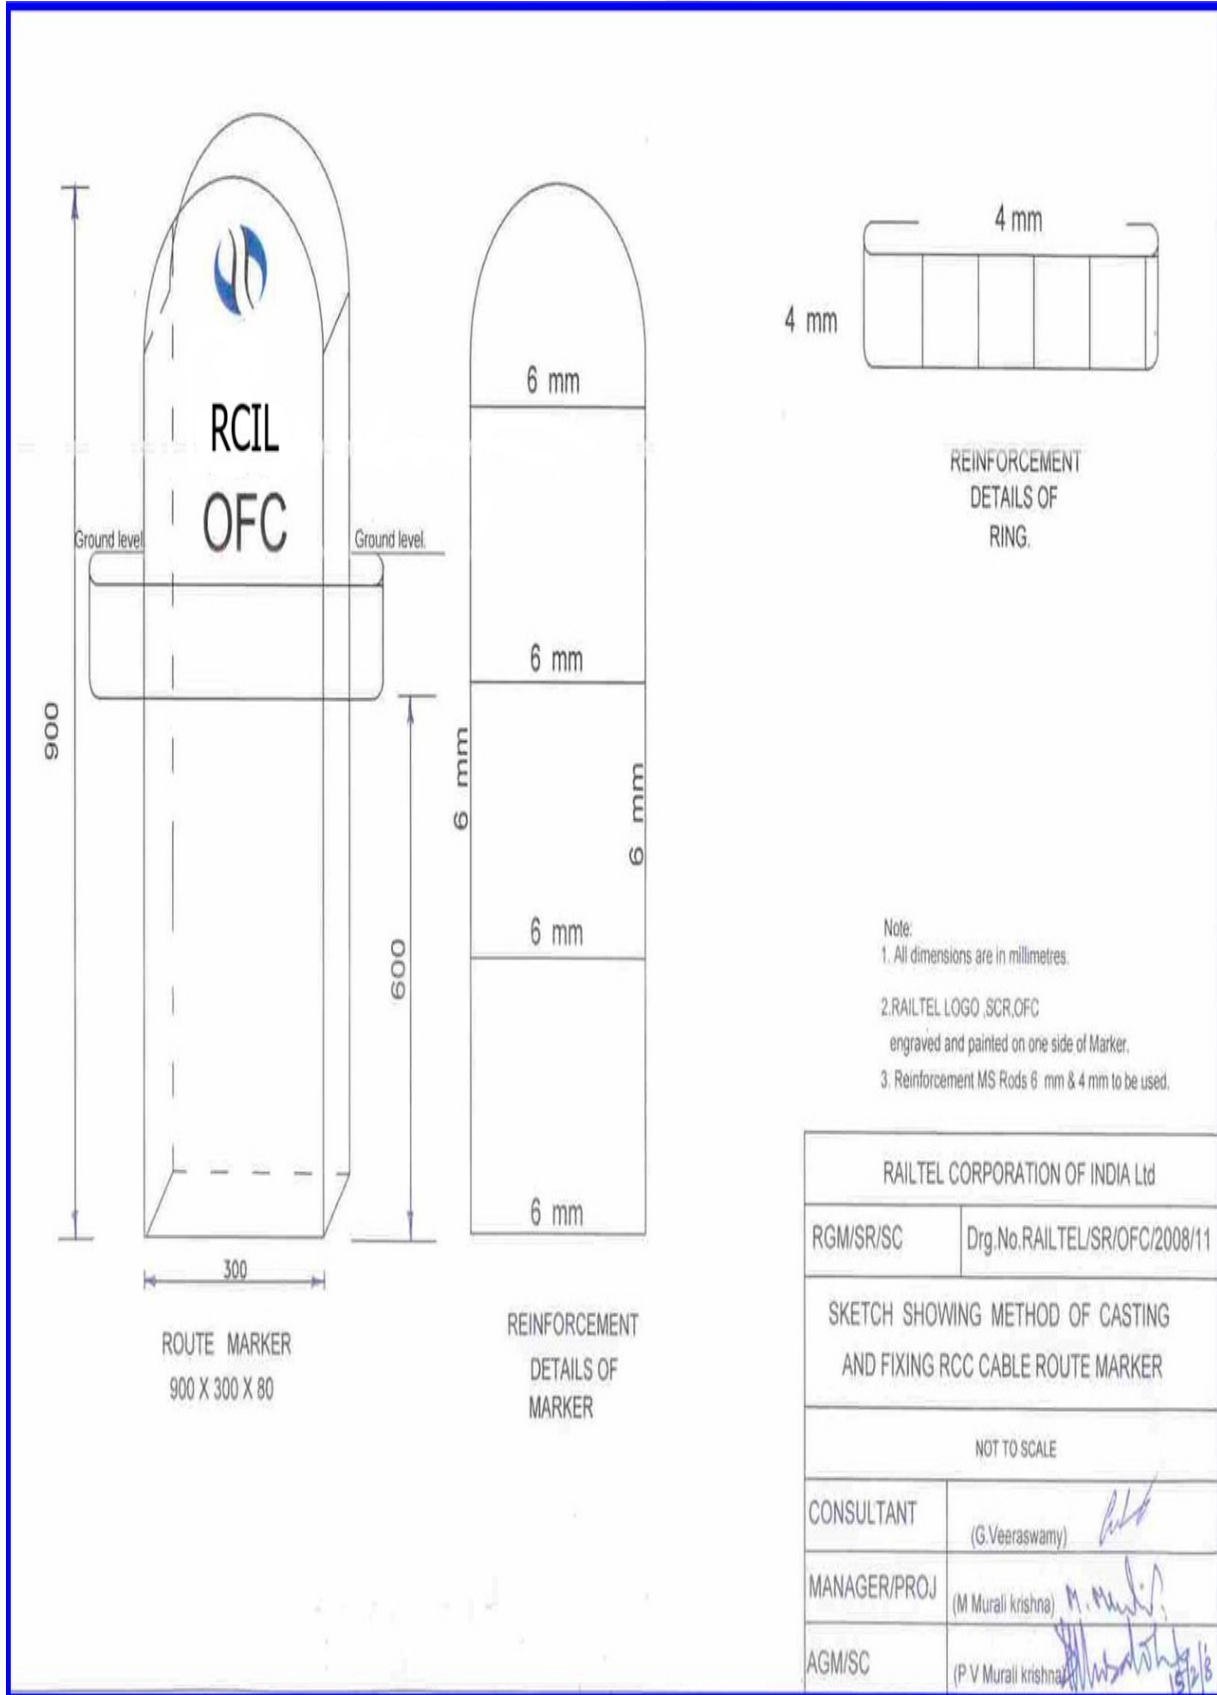 4 mm
4 mm
6 mm
RCIL
REINFORCEMENT
DETAILS OF
RING.
OFC
Ground level
Ground level.
6 mm
900
6 mm
6 mm
600
6 mm
6 mm
300
ROUTE MARKER
900 X 300 X 80
REINFORCEMENT
DETAILS OF
MARKER
Note:
1. All dimensions are in millimetres.
2.RAILTEL LOGO ,SCR,OFC
engraved and painted on one side of Marker.
3. Reinforcement MS Rods 6 mm & 4 mm to be used.
RAILTEL CORPORATION OF INDIA Ltd
RGM/SR/SC Drg.No.RAILTEL/SR/OFC/2008/11
SKETCH SHOWING METHOD OF CASTING
AND FIXING RCC CABLE ROUTE MARKER
NOT TO SCALE
CONSULTANT (G.Veeraswamy)
MANAGER/PROJ (M Murali krishna)
AGM/SC (P V Murali krishna)